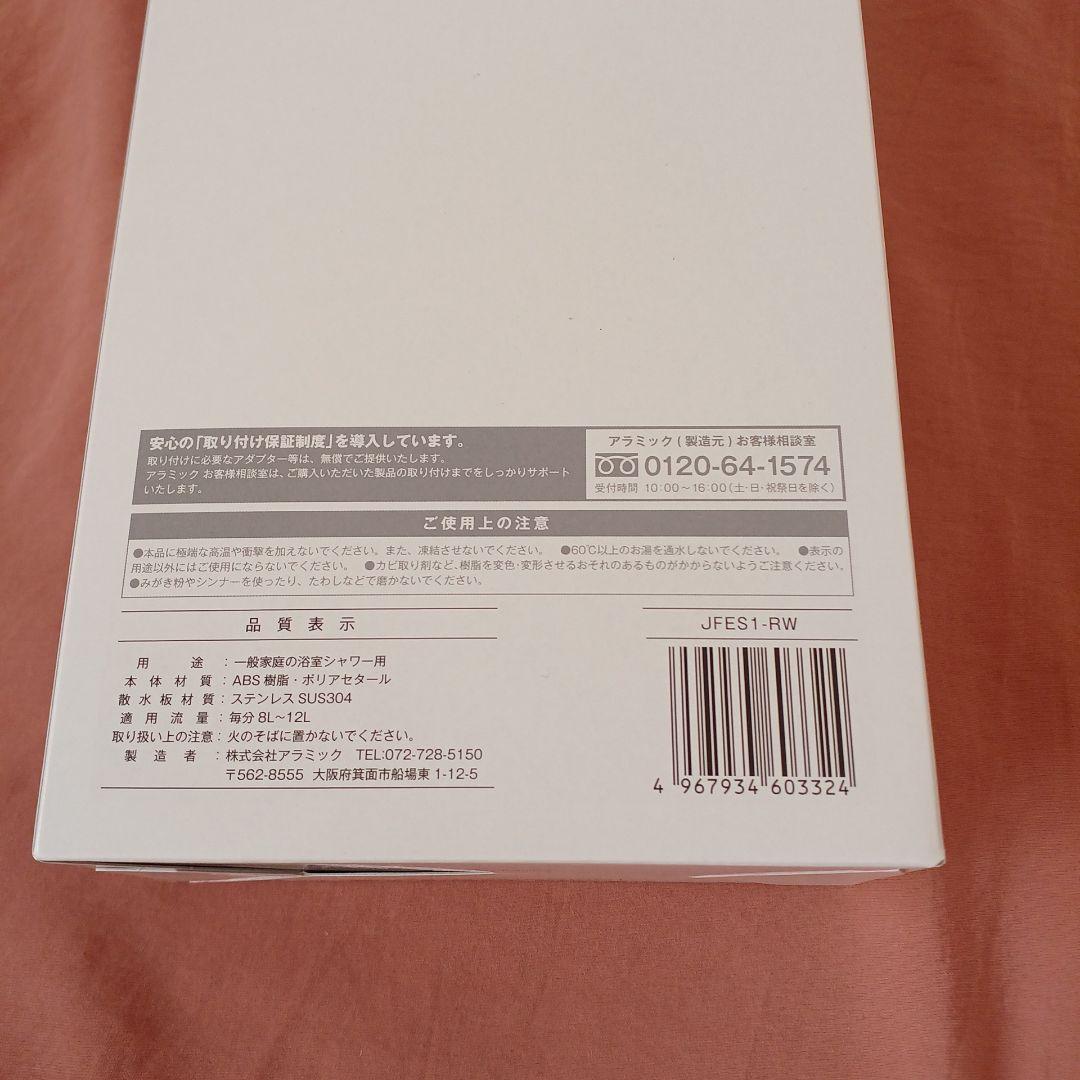 安心の「取り付け保証制度」を導入しています。
取り付けに必要なアダプター等は、無償でご提供いたします。
アラミック お客様相談室は、ご購入いただいた製品の取り付けまでをしっかりサポート
いたします。
アラミック(製造元)お客様相談室
0120-64-1574
受付時間 10:00〜16:00(土・日・祝祭日を除く)
ご使用上の注意
●本品に極端な高温や衝撃を加えないでください。また、凍結させないでください。 ●60℃以上のお湯を通水しないでください。 ●表示の
用途以外にはご使用にならないでください。 ●カビ取り剤など、樹脂を変色・変形させるおそれのあるものがかからないようご注意ください。
●みがき粉やシンナーを使ったり、たわしなどで磨かないでください。
品質表示
用途:一般家庭の浴室シャワー用
本体材質:ABS樹脂・ポリアセタール
散水板材質:ステンレス SUS304
適用流量:毎分 8L〜12L
取り扱い上の注意:火のそばに置かないでください。
製造者:株式会社アラミック TEL:072-728-5150
〒562-8555 大阪府箕面市船場東 1-12-5
JFES1-RW
4 967934 603324